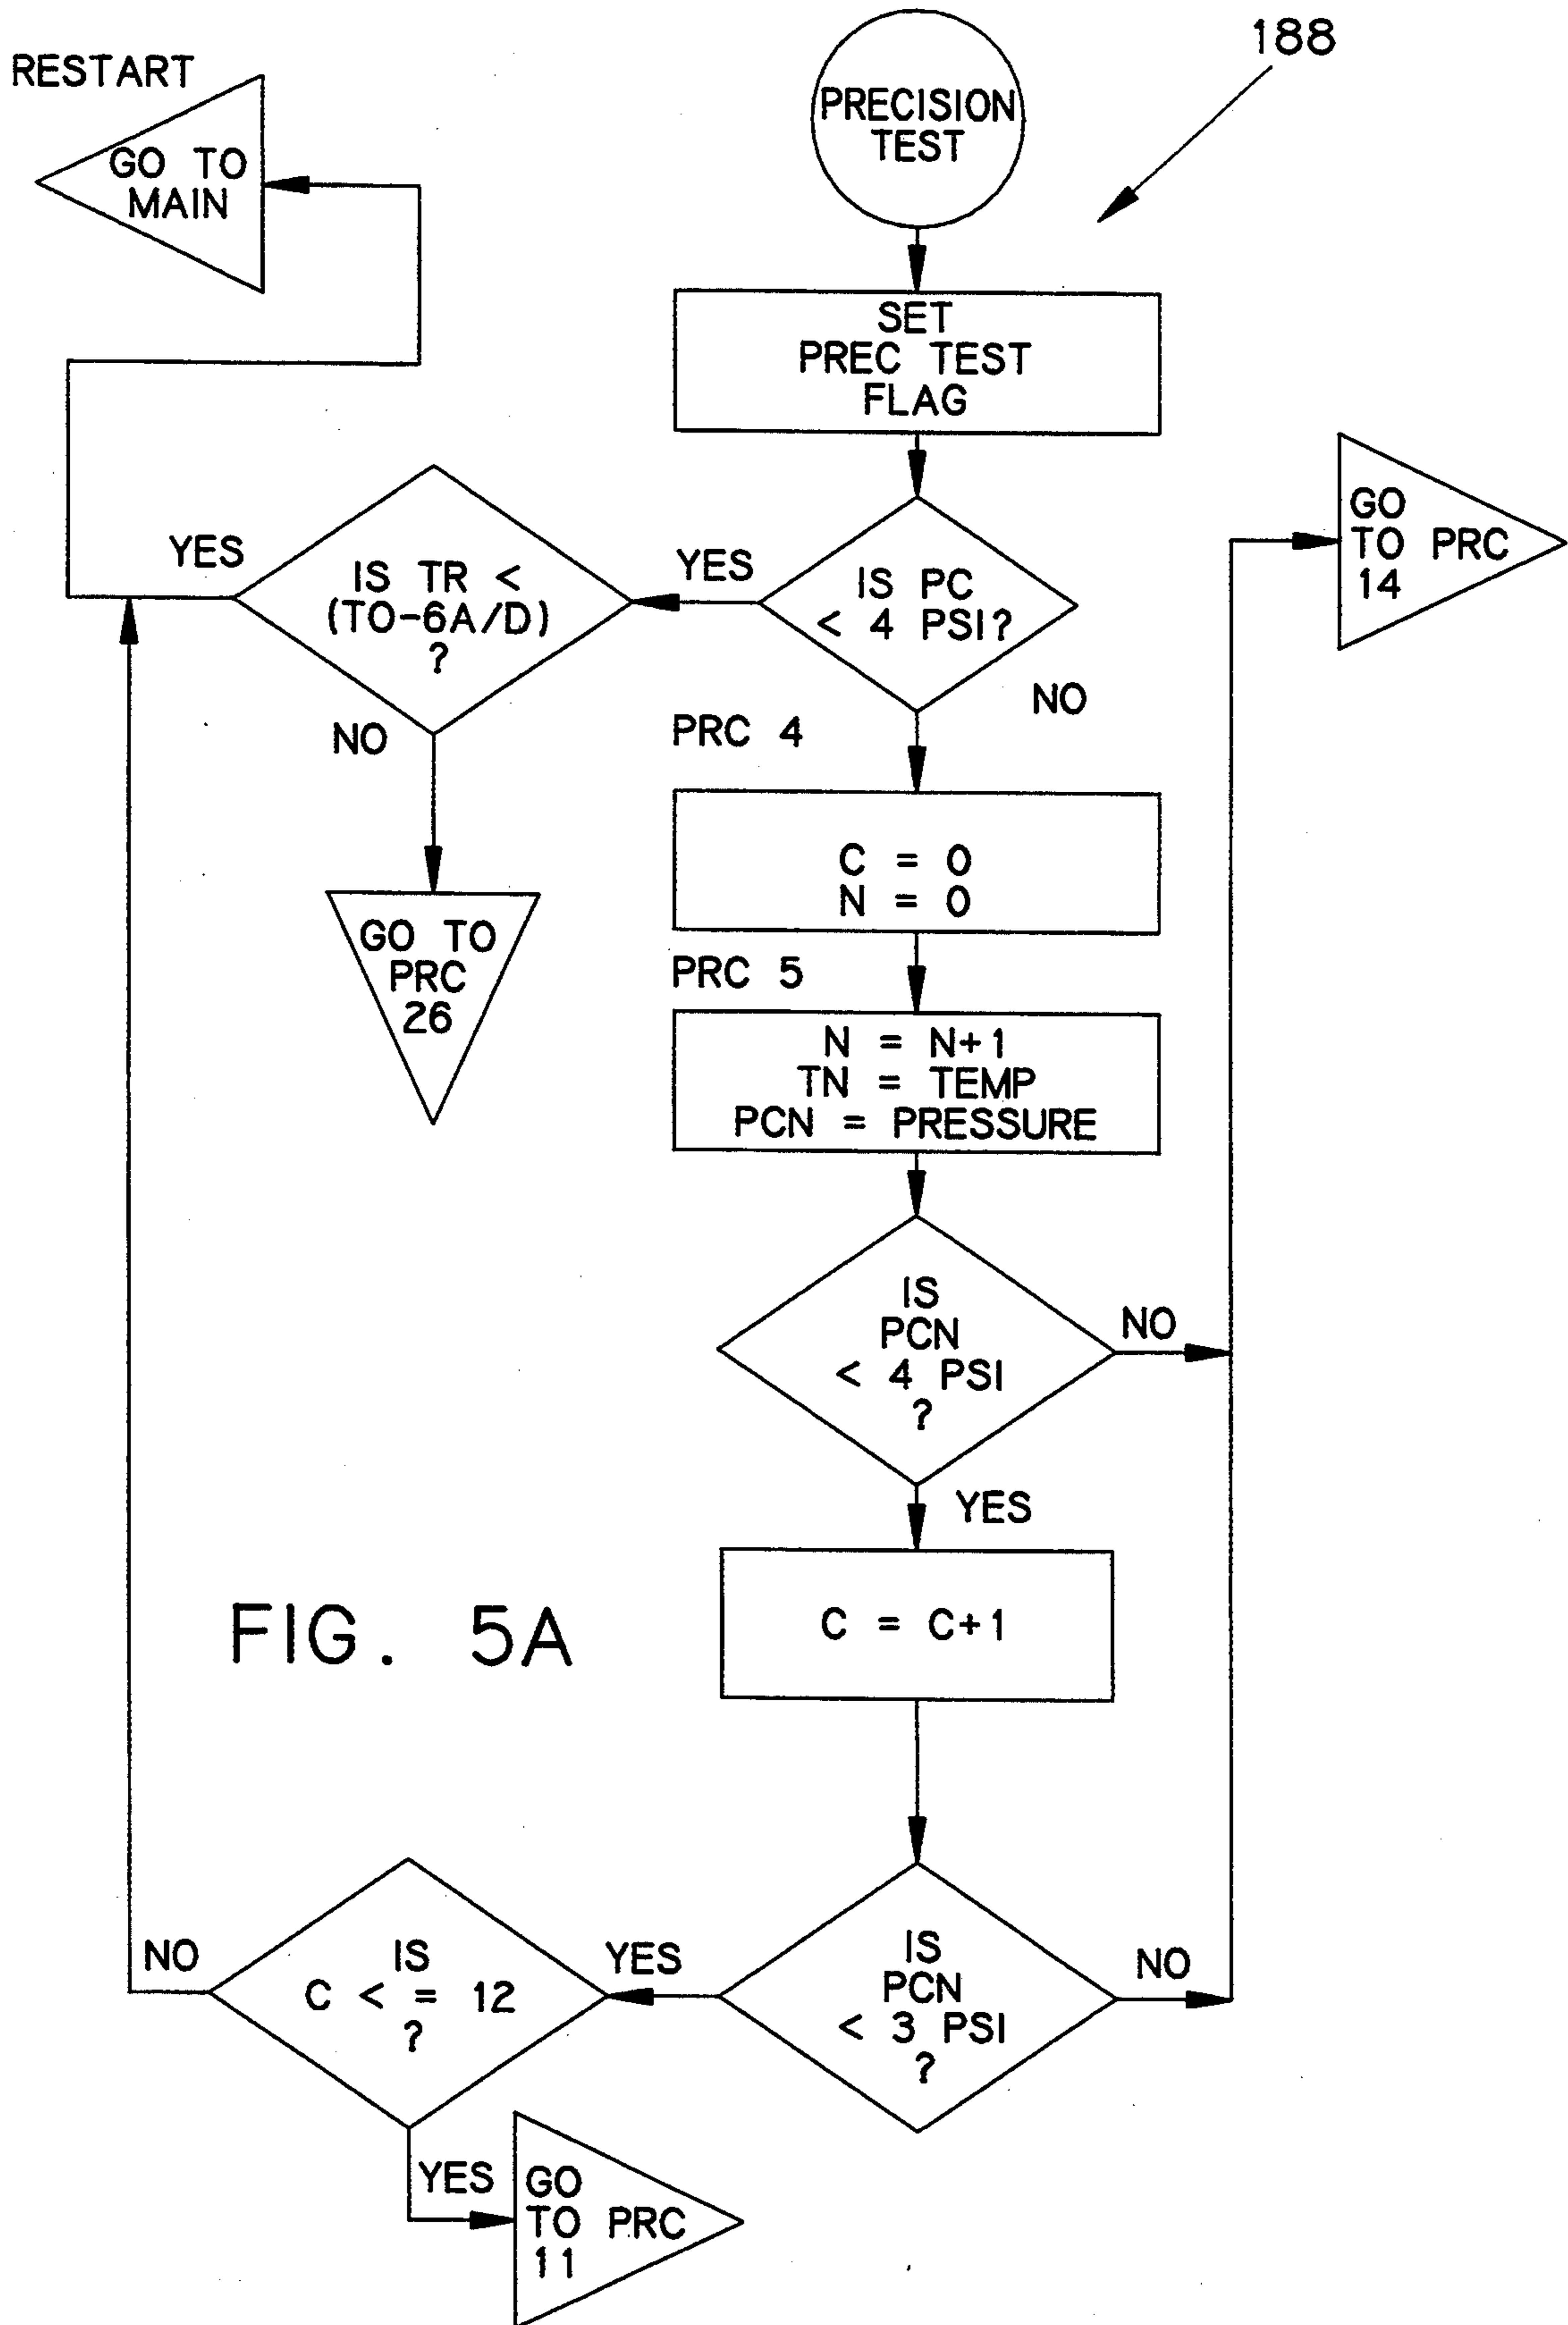 188
RESTART
PRECISION
TEST
GO TO
MAIN
SET
PREC TEST
FLAG
YES
IS TR <
(TO-6A/D)
?
YES
IS PC
< 4 PSI?
GO
TO PRC
14
NO
NO
PRC 4
C = 0
N = 0
GO TO
PRC
26
PRC 5
N = N+1
TN = TEMP
PCN = PRESSURE
IS
PCN
< 4 PSI
?
NO
YES
C = C+1
FIG. 5A
NO
IS
C < = 12
?
YES
IS
PCN
< 3 PSI
?
NO
YES
GO
TO PRC
11